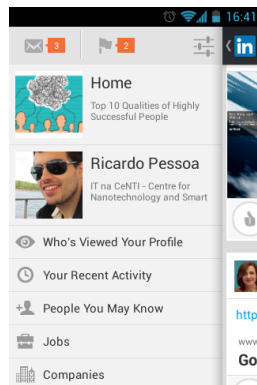 16:41
3
2
in
Home
Top 10 Qualities of Highly
Successful People
Ricardo Pessoa
IT na CeNTI - Centre for
Nanotechnology and Smart
Who's Viewed Your Profile
Your Recent Activity
People You May Know
http
Jobs
www
Go
Companies